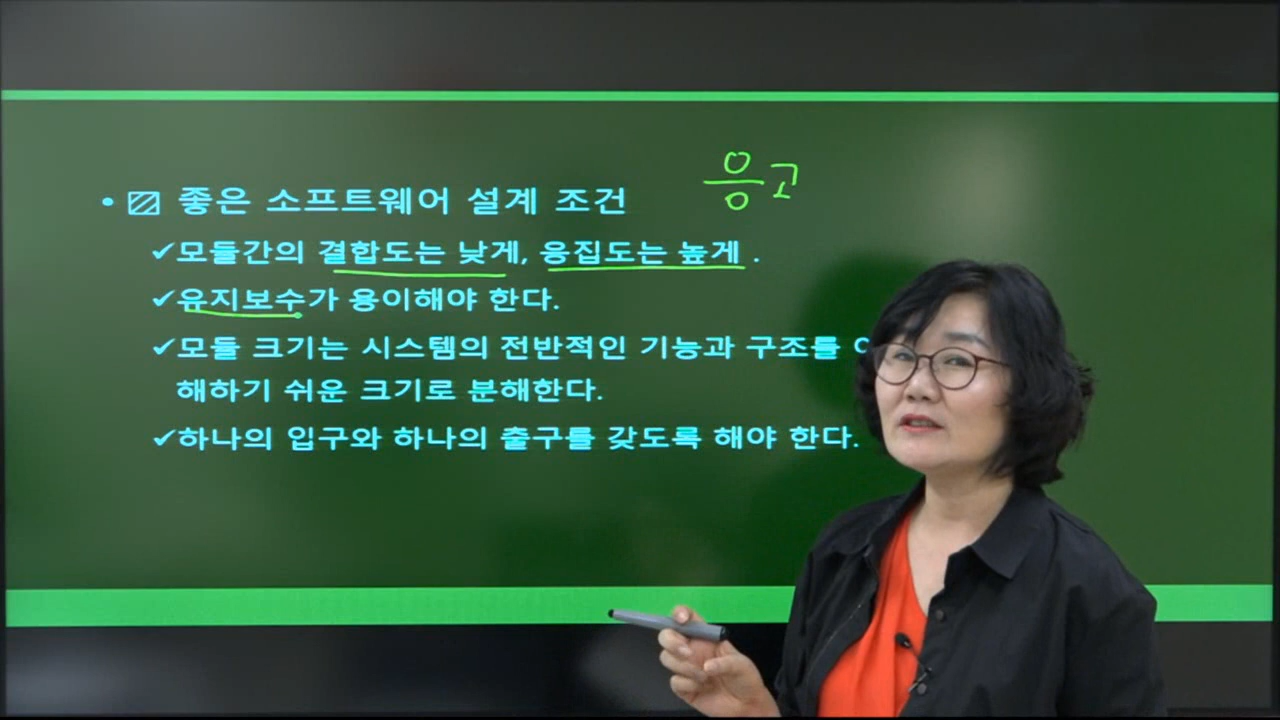 응고
• 좋은 소프트웨어 설계 조건
✓모듈간의 결합도는 낮게, 응집도는 높게 .
✓유지보수가 용이해야 한다.
✓모듈 크기는 시스템의 전반적인 기능과 구조를
해하기 쉬운 크기로 분해한다.
✓하나의 입구와 하나의 출구를 갖도록 해야 한다.